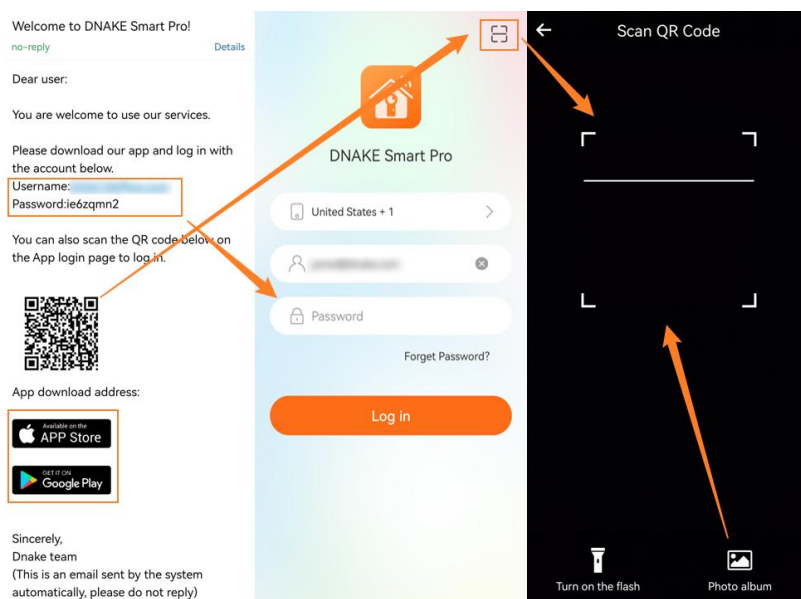 Welcome to DNAKE Smart Pro!
no-reply
Details
Dear user:
You are welcome to use our services.
Please download our app and log in with
the account below.
Username:
Password:ie6zqmn2
You can also scan the QR code below on
the App login page to log in.
App download address:
Available on the
APP Store
GET IT ON
Google Play
Sincerely,
Dnake team
(This is an email sent by the system
automatically, please do not reply)
DNAKE Smart Pro
United States + 1
Password
Forget Password?
Log in
Scan QR Code
Turn on the flash
Photo album